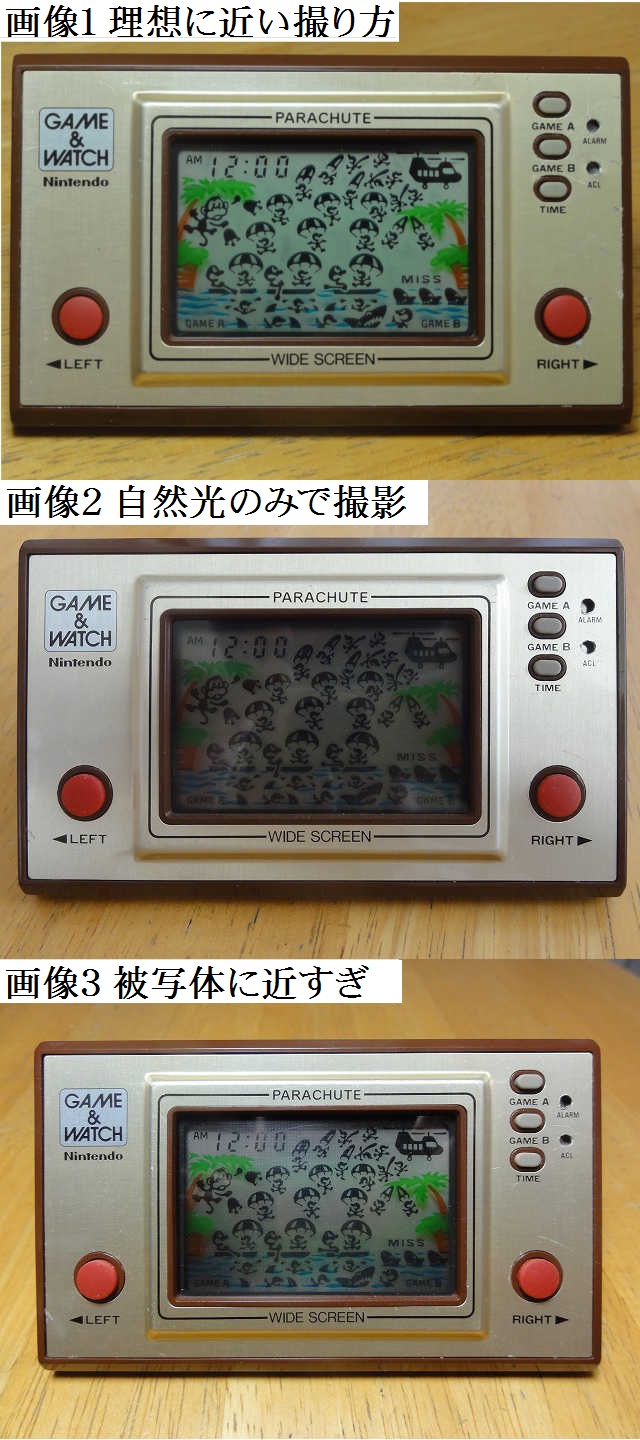 画像1 理想に近い撮り方
PARACHUTE
GAME & WATCH
Nintendo
AM 12:00
GAME A
ALARM
GAME B
ACL
TIME
MISS
GAME A
GAME B
◄LEFT
RIGHT►
WIDE SCREEN
画像2 自然光のみで撮影
PARACHUTE
GAME & WATCH
Nintendo
AM 12:00
GAME A
ALARM
GAME B
ACL
TIME
MISS
GAME A
GAME B
◄LEFT
RIGHT►
WIDE SCREEN
画像3 被写体に近すぎ
PARACHUTE
GAME & WATCH
Nintendo
AM 12:00
GAME A
ALARM
GAME B
ACL
TIME
MISS
GAME A
GAME B
◄LEFT
RIGHT►
WIDE SCREEN